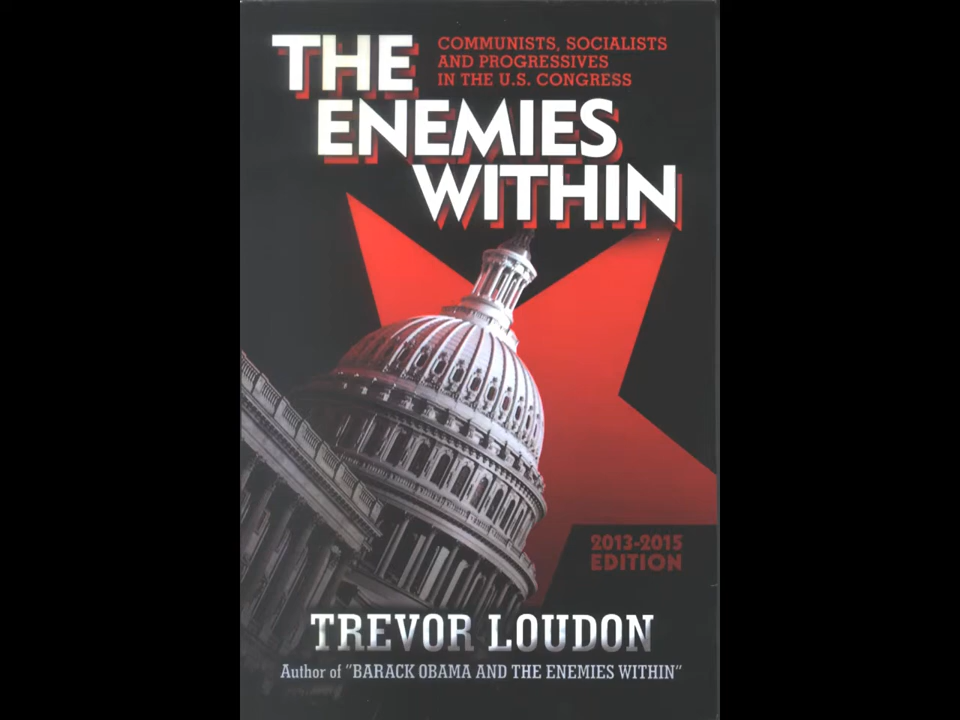 THE
ENEMIES
WITHIN
COMMUNISTS, SOCIALISTS
AND PROGRESSIVES
IN THE U.S. CONGRESS
2013-2015
EDITION
TREVOR LOUDON
Author of "BARACK OBAMA AND THE ENEMIES WITHIN"